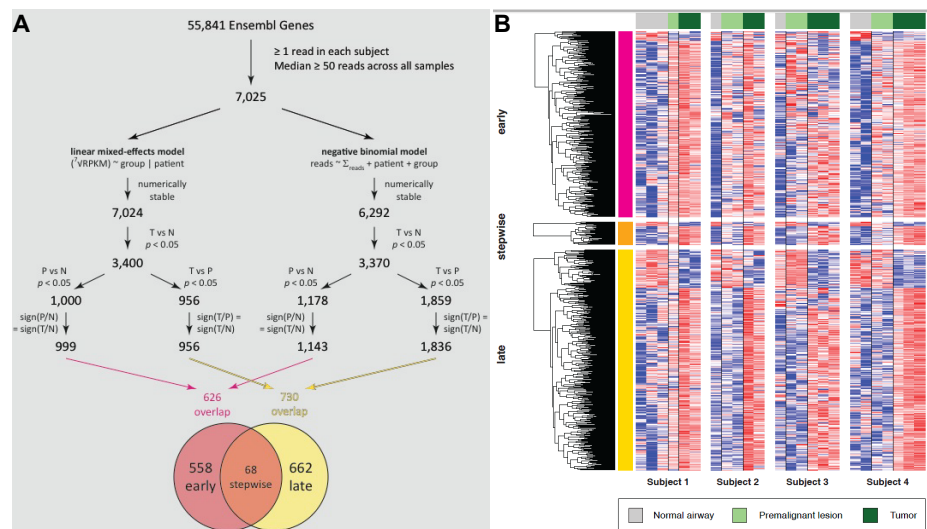 A
55,841 Ensembl Genes
≥ 1 read in each subject
Median ≥ 50 reads across all samples
7,025
linear mixed-effects model
(⁷√RPKM) ~ group | patient
negative binomial model
reads ~ Σreads + patient + group
numerically
stable
numerically
stable
7,024
6,292
T vs N
p < 0.05
T vs N
p < 0.05
3,400
3,370
P vs N
p < 0.05
T vs P
p < 0.05
P vs N
p < 0.05
T vs P
p < 0.05
1,000
956
1,178
1,859
sign(P/N)
= sign(T/N)
sign(T/P) =
sign(T/N)
sign(P/N)
= sign(T/N)
sign(T/P) =
sign(T/N)
999
956
1,143
1,836
626
overlap
730
overlap
558
early
68
stepwise
662
late
B
early
stepwise
late
Subject 1
Subject 2
Subject 3
Subject 4
Normal airway
Premalignant lesion
Tumor